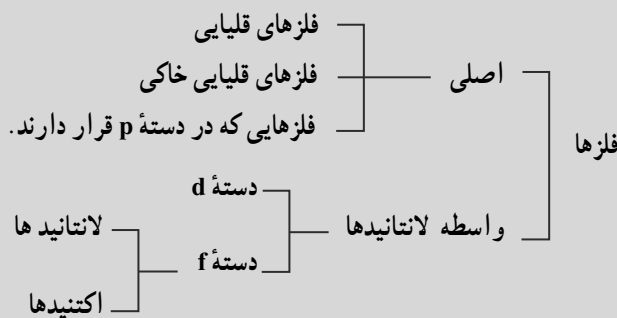 فلزها
اصلی
فلزهای قلیایی
فلزهای قلیایی خاکی
فلزهایی که در دستهٔ p قرار دارند.
واسطه لانتانیدها
دستهٔ d
دستهٔ f
لانتانید ها
اکتنیدها